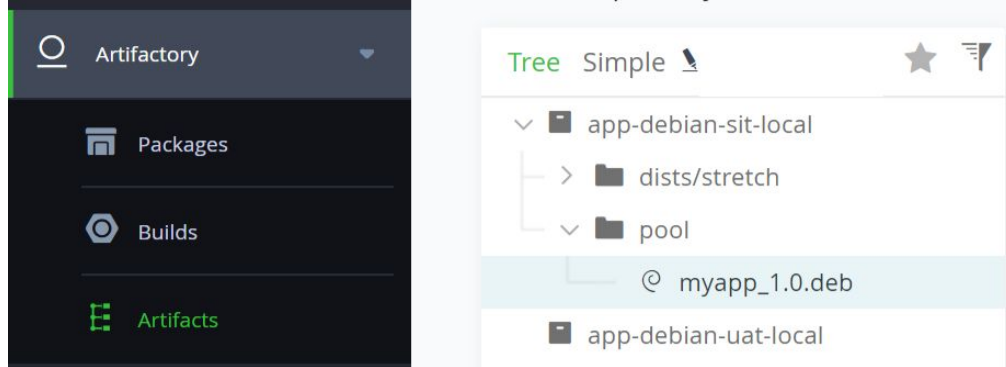 Artifactory
Packages
Builds
Artifacts
Tree Simple
app-debian-sit-local
dists/stretch
pool
myapp_1.0.deb
app-debian-uat-local